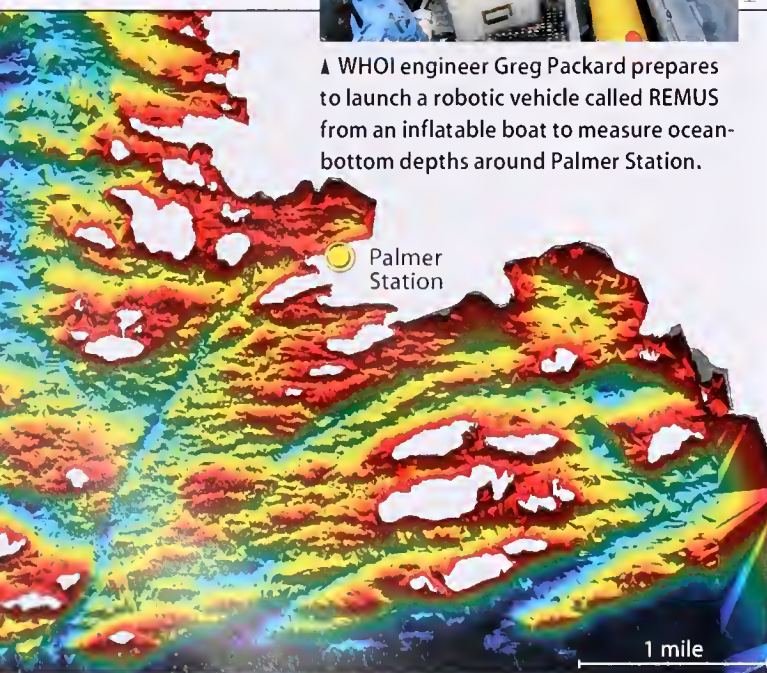 ▲ WHOI engineer Greg Packard prepares
to launch a robotic vehicle called REMUS
from an inflatable boat to measure ocean-
bottom depths around Palmer Station.
Palmer
Station
1 mile